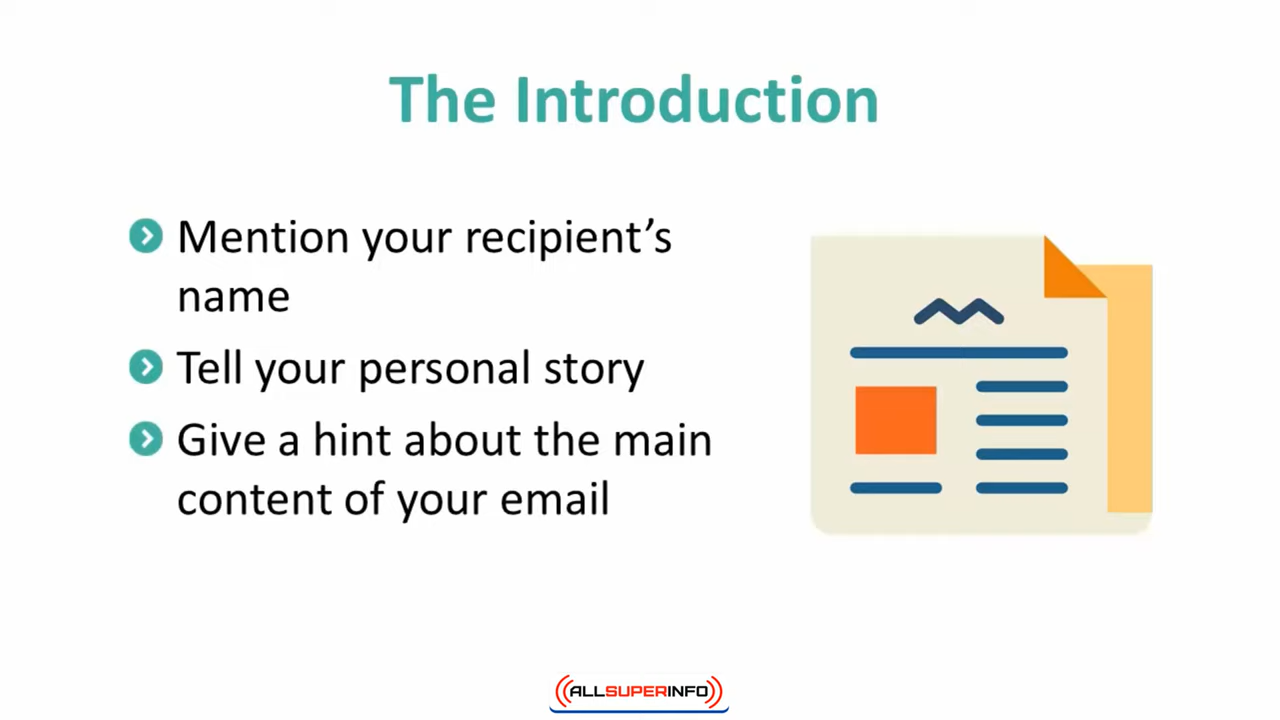 The Introduction
Mention your recipient’s
name
Tell your personal story
Give a hint about the main
content of your email
ALLSUPERINFO